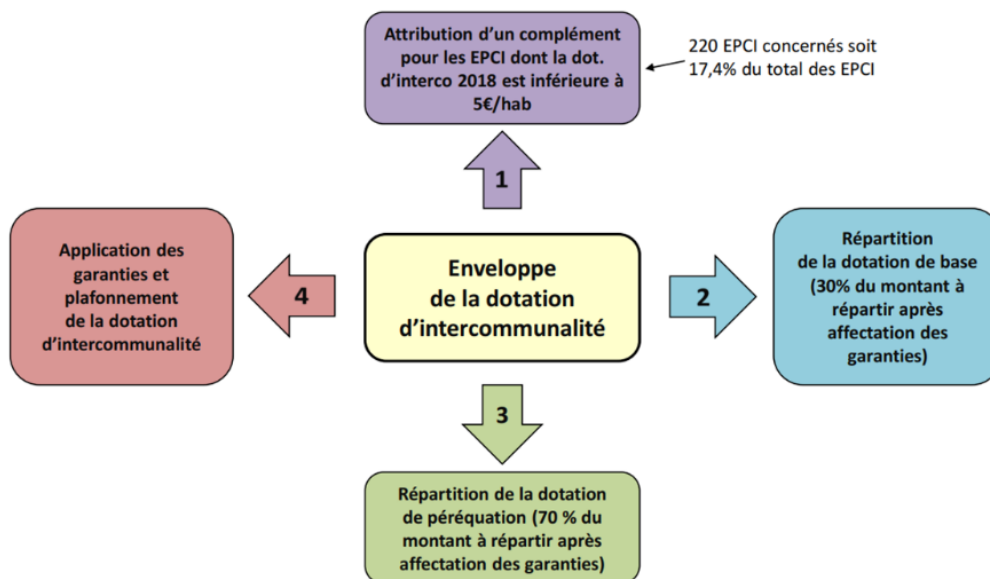 Attribution d'un complément
pour les EPCI dont la dot.
d'interco 2018 est inférieure à
5€/hab
220 EPCI concernés soit
17,4% du total des EPCI
1
Application des
garanties et
plafonnement
de la dotation
d'intercommunalité
4
Enveloppe
de la dotation
d'intercommunalité
2
Répartition
de la dotation de base
(30% du montant à
répartir après
affectation des
garanties)
3
Répartition de la dotation
de péréquation (70 % du
montant à répartir après
affectation des garanties)